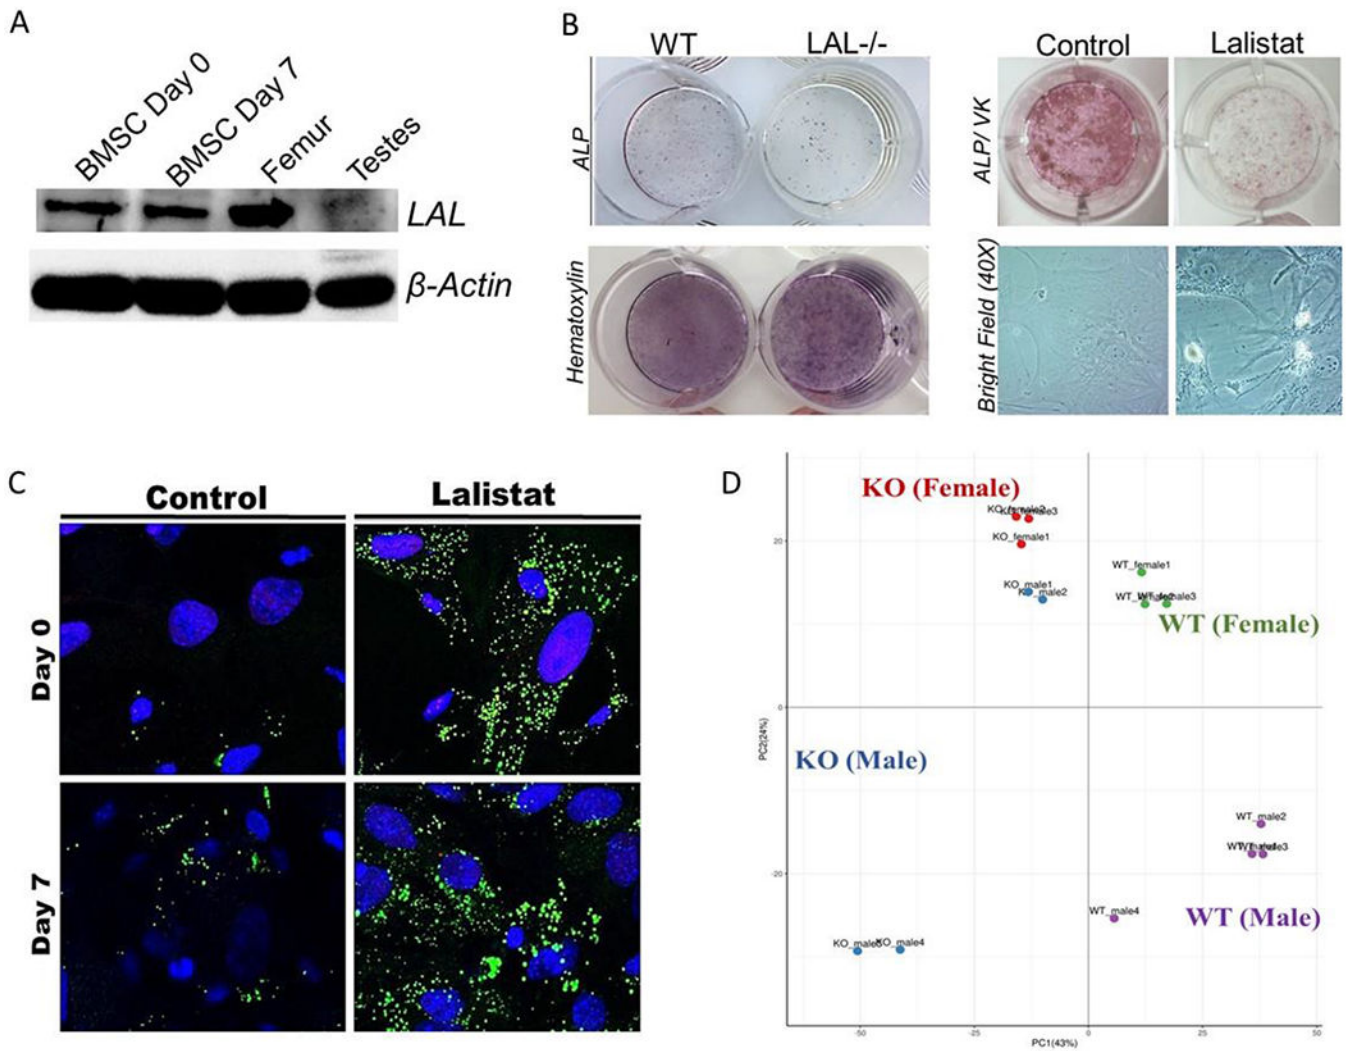 A
BMSC Day 0
BMSC Day 7
Femur
Testes
LAL
β-Actin
B
WT
LAL-/-
Control
Lalistat
ALP
ALP/ VK
Hematoxylin
Bright Field (40X)
C
Control
Lalistat
Day 0
Day 7
D
KO (Female)
KO_female2
KO_female1
KO_male1
WT_female1
WT (Female)
20
0
-20
PC2(24%)
KO (Male)
WT_male2
WT_male4
WT (Male)
KO_male4
-50
-25
0
25
50
PC1(43%)